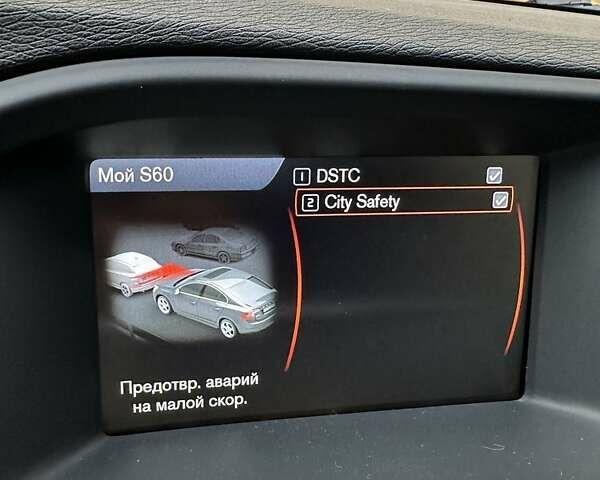 Мой S60
1 DSTC
2 City Safety
Предотвр. аварий
на малой скор.